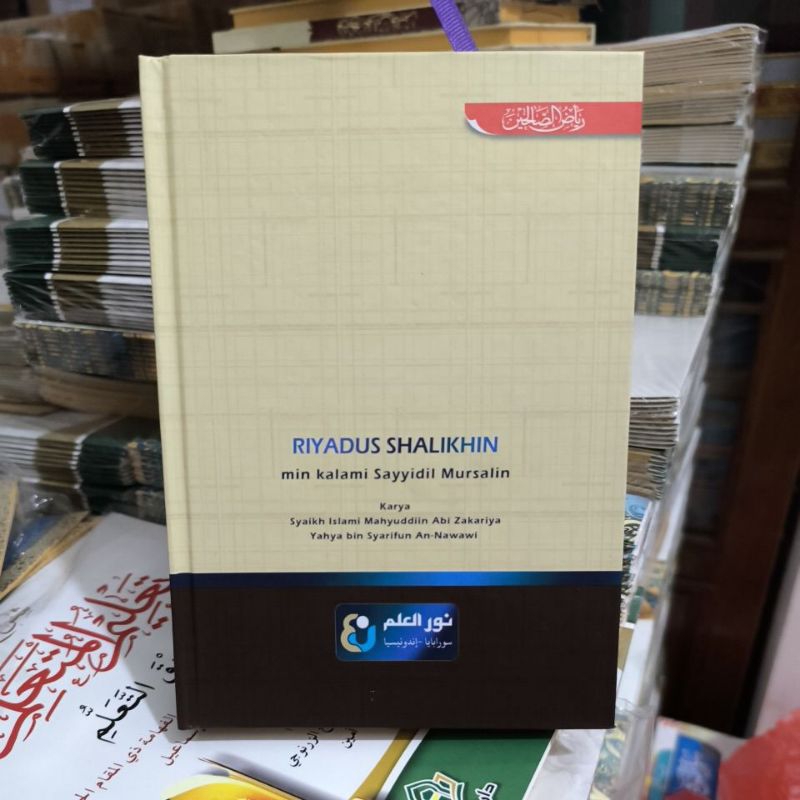 رياض الصالحين
RIYADUS SHALIKHIN
min kalami Sayyidil Mursalin
Karya
Syaikh Islami Mahyuddiin Abi Zakariya
Yahya bin Syarifun An-Nawawi
نور العلم
سورابايا - إندونيسيا
التعليم